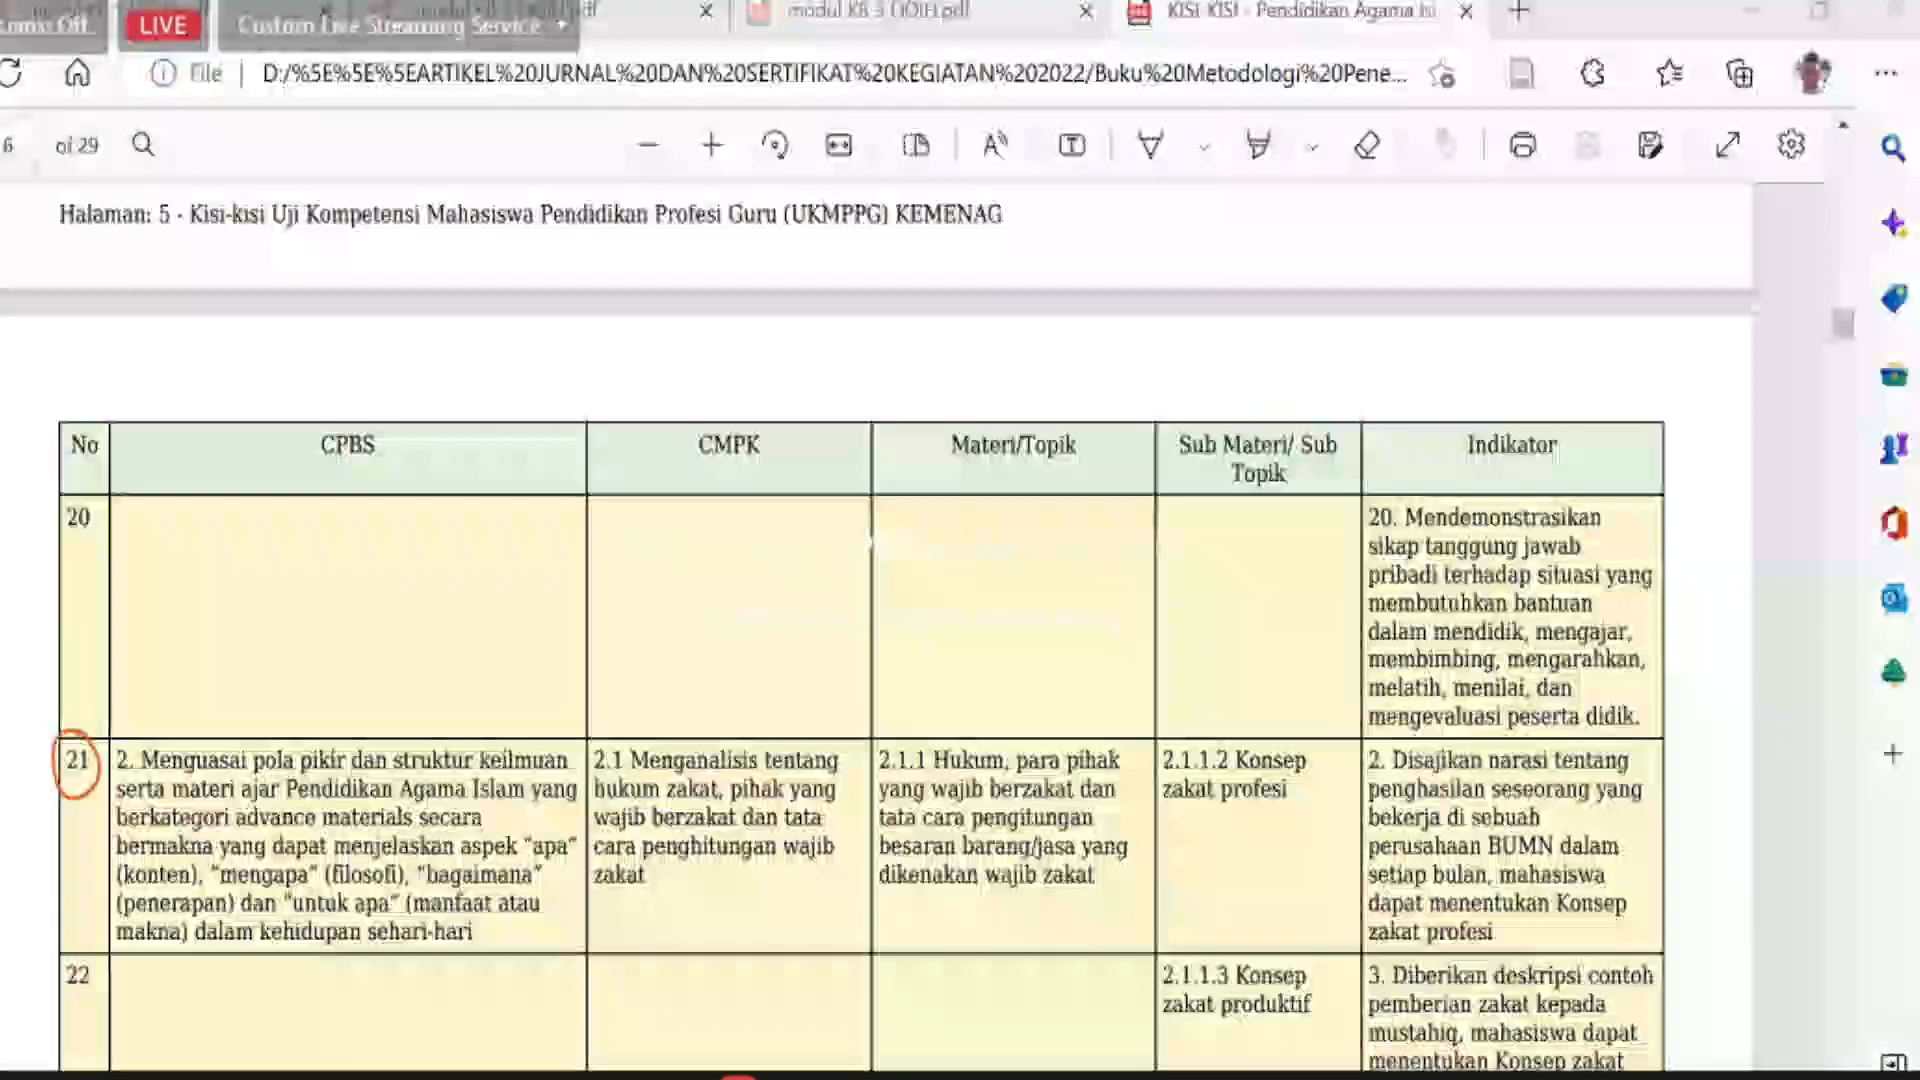 LIVE
Custom Live Streaming Service
modul KB 3
KISI KISI - Pendidikan Agama
File
D:/%5E%5E%5EARTIKEL%20JURNAL%20DAN%20SERTIFIKAT%20KEGIATAN%202022/Buku%20Metodologi%20Pene...
6 of 29
Halaman: 5 - Kisi-kisi Uji Kompetensi Mahasiswa Pendidikan Profesi Guru (UKMPPG) KEMENAG
No
CPBS
CMPK
Materi/Topik
Sub Materi/ Sub
Topik
Indikator
20
20. Mendemonstrasikan
sikap tanggung jawab
pribadi terhadap situasi yang
membutuhkan bantuan
dalam mendidik, mengajar,
membimbing, mengarahkan,
melatih, menilai, dan
mengevaluasi peserta didik.
21
2. Menguasai pola pikir dan struktur keilmuan
serta materi ajar Pendidikan Agama Islam yang
berkategori advance materials secara
bermakna yang dapat menjelaskan aspek "apa"
(konten), "mengapa" (filosofi), "bagaimana"
(penerapan) dan "untuk apa" (manfaat atau
makna) dalam kehidupan sehari-hari
2.1 Menganalisis tentang
hukum zakat, pihak yang
wajib berzakat dan tata
cara penghitungan wajib
zakat
2.1.1 Hukum, para pihak
yang wajib berzakat dan
tata cara pengitungan
besaran barang/jasa yang
dikenakan wajib zakat
2.1.1.2 Konsep
zakat profesi
2. Disajikan narasi tentang
penghasilan seseorang yang
bekerja di sebuah
perusahaan BUMN dalam
setiap bulan, mahasiswa
dapat menentukan Konsep
zakat profesi
22
2.1.1.3 Konsep
zakat produktif
3. Diberikan deskripsi contoh
pemberian zakat kepada
mustahiq, mahasiswa dapat
menentukan Konsep zakat